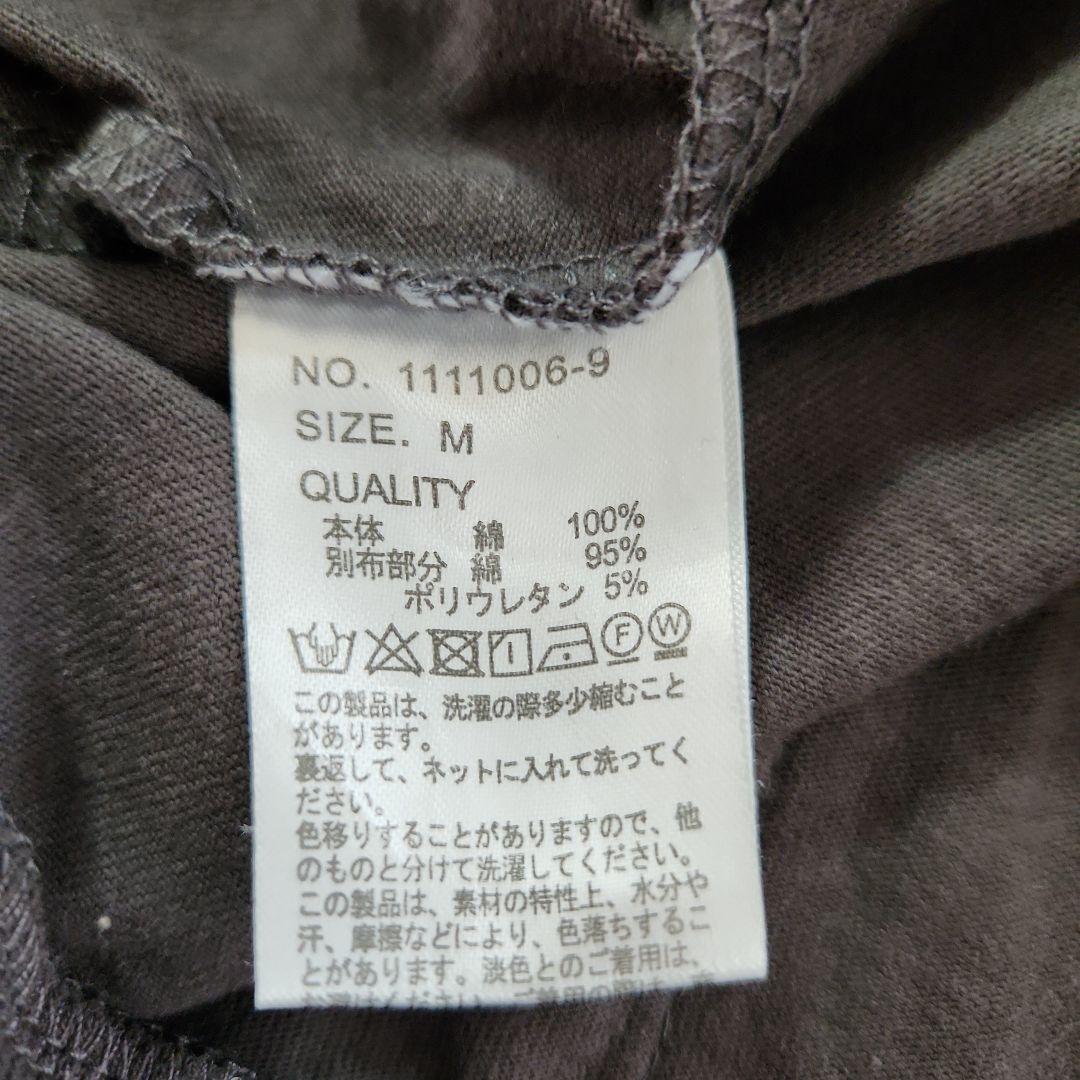 NO. 1111006-9
SIZE. M
QUALITY
本体 綿 100%
別布部分 綿 95%
ポリウレタン 5%
F W
この製品は、洗濯の際多少縮むこと
があります。
裏返して、ネットに入れて洗ってく
ださい。
色移りすることがありますので、他
のものと分けて洗濯してください。
この製品は、素材の特性上、水分や
汗、摩擦などにより、色落ちするこ
とがあります。淡色とのご着用は、